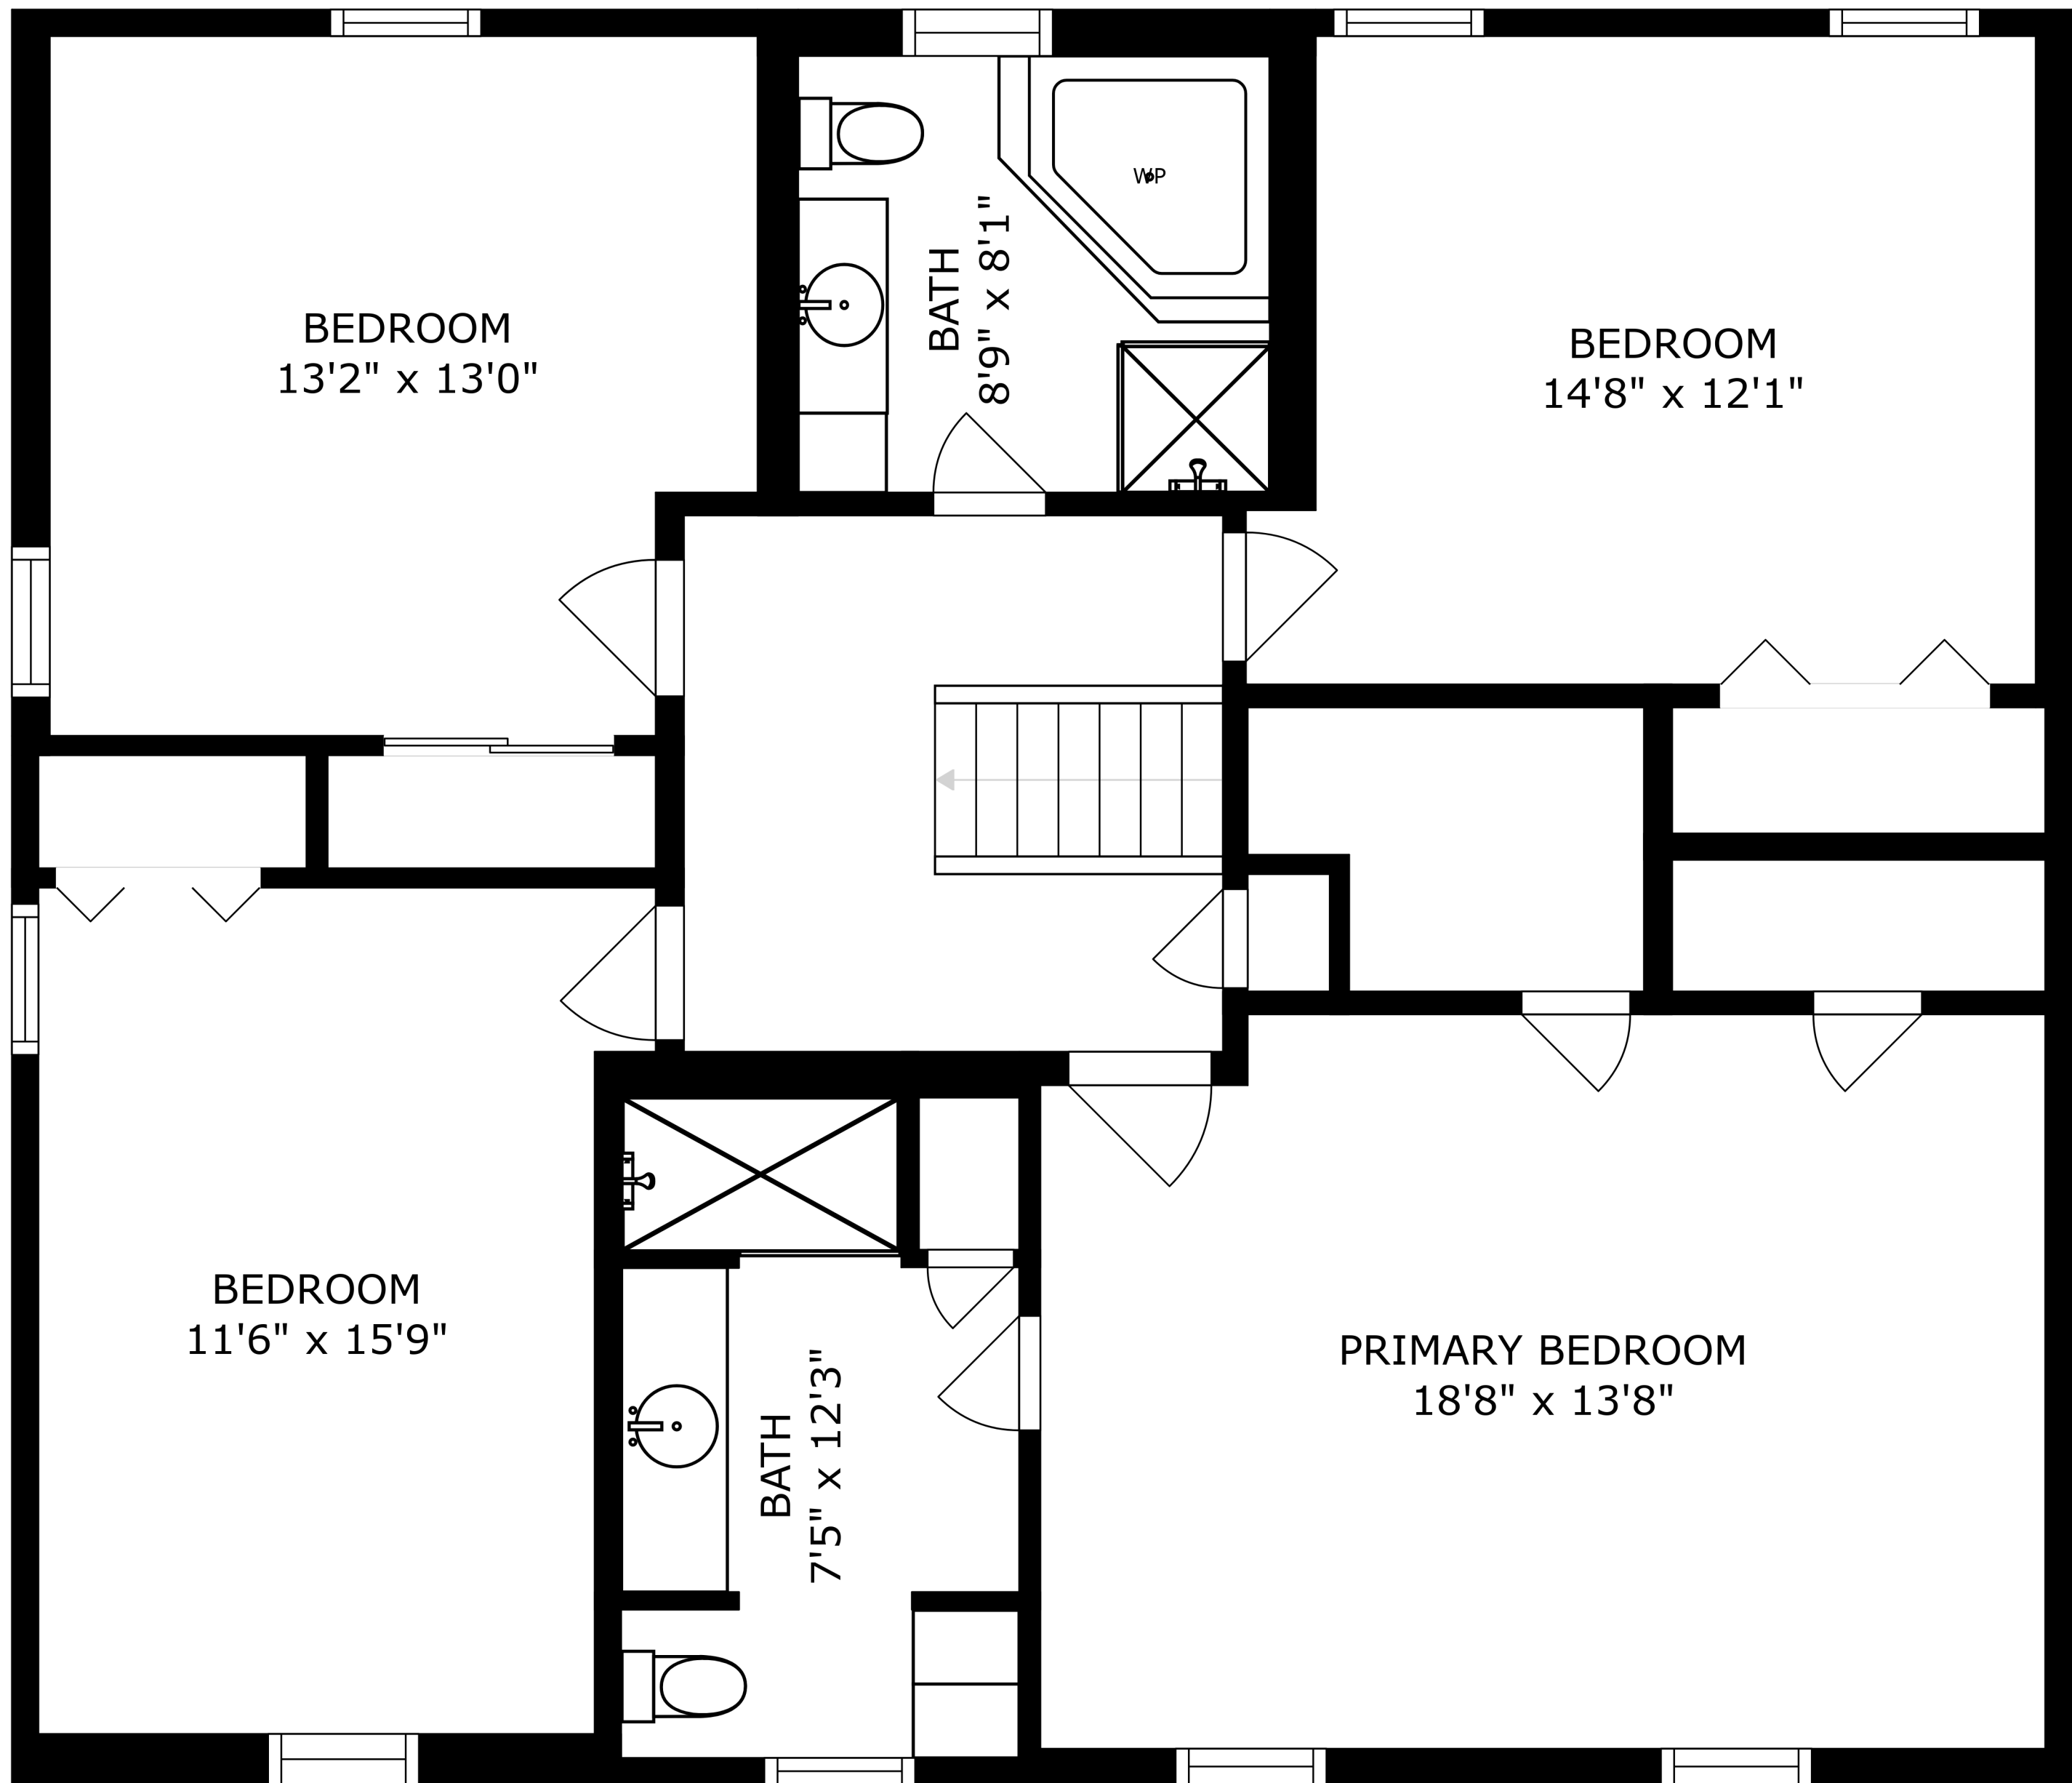 BEDROOM
13'2" x 13'0"
BATH
8'9" x 8'1"
WP
BEDROOM
14'8" x 12'1"
BEDROOM
11'6" x 15'9"
BATH
7'5" x 12'3"
PRIMARY BEDROOM
18'8" x 13'8"